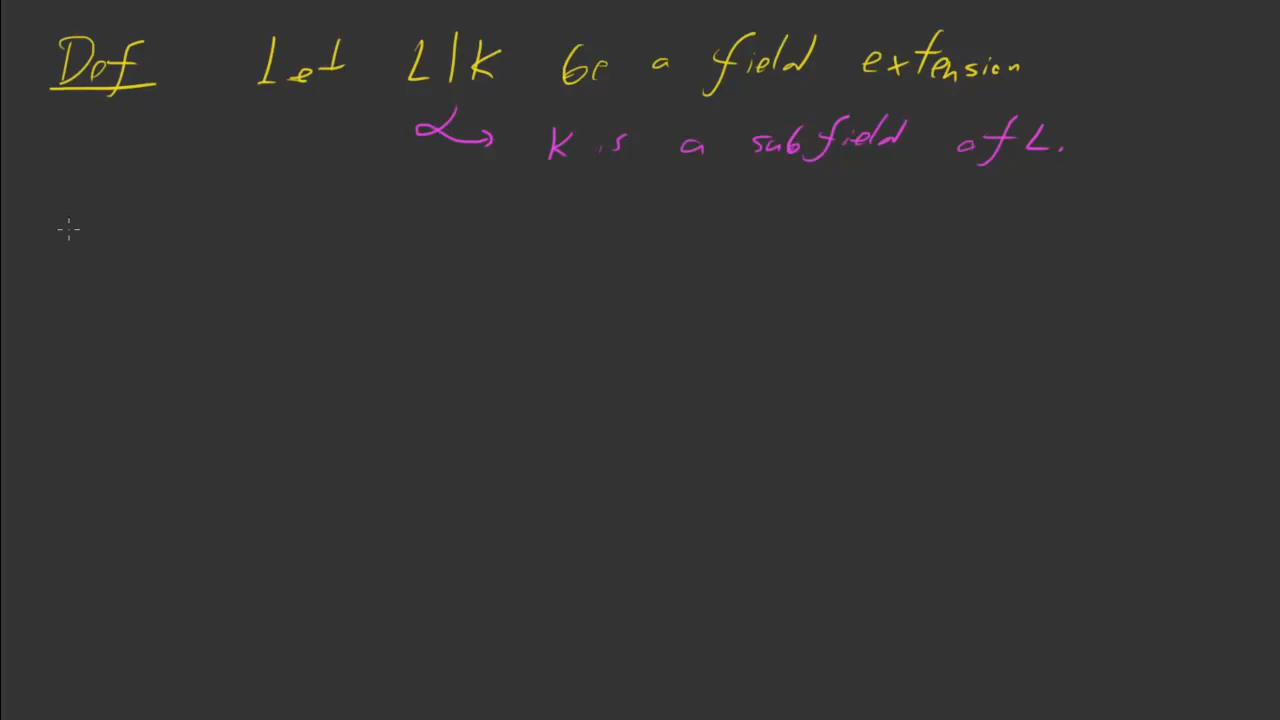 Def Let L|K be a field extension
K is a subfield of L.